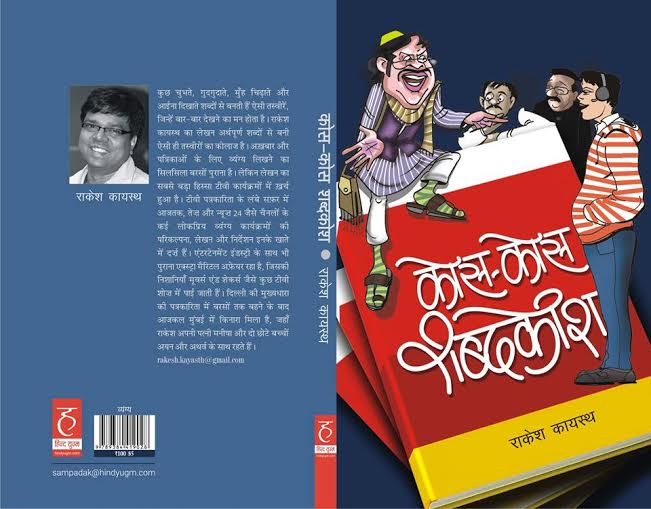 कुछ चुभते, गुदगुदाते, मुँह चिढ़ाते और
आईना दिखाते शब्दों से बनती हैं ऐसी तस्वीरें,
जिन्हें बार-बार देखने का मन होता है। राकेश
कायस्थ का लेखन अर्थपूर्ण शब्दों से बनी
ऐसी ही तस्वीरों का कोलाज है। अख़बार और
पत्रिकाओं के लिए व्यंग्य लिखने का
सिलसिला बरसों पुराना है। लेकिन लेखन का
सबसे बड़ा हिस्सा टीवी कार्यक्रमों में ख़र्च
हुआ है। टीवी पत्रकारिता के लंबे सफ़र में
आजतक, तेज़ और न्यूज़ 24 जैसे चैनलों के
कई लोकप्रिय व्यंग्य कार्यक्रमों की
परिकल्पना, लेखन और निर्देशन इनके खाते
में दर्ज हैं। एंटरटेनमेंट इंडस्ट्री के साथ भी
पुराना एक्स्ट्रा मैरिटल अफ़ेयर रहा है, जिसकी
निशानियाँ मूवर्स एंड शेकर्स जैसे कुछ टीवी
शोज़ में पाई जाती हैं। दिल्ली की मुख्यधारा
की पत्रकारिता में बरसों तक बहने के बाद
आजकल मुंबई में किनारा मिला है, जहाँ
राकेश अपनी पत्नी मनीषा और दो छोटे बच्चों
अयन और अथर्व के साथ रहते हैं।
rakesh.kayasth@gmail.com
राकेश कायस्थ
ह
हिन्द युग्म
व्यंग्य
9789384419028
₹100 $5
sampadak@hindyugm.com
कोस-कोस शब्दकोश • राकेश कायस्थ
ह
हिन्द युग्म
कोस-कोस
शब्दकोश
राकेश कायस्थ